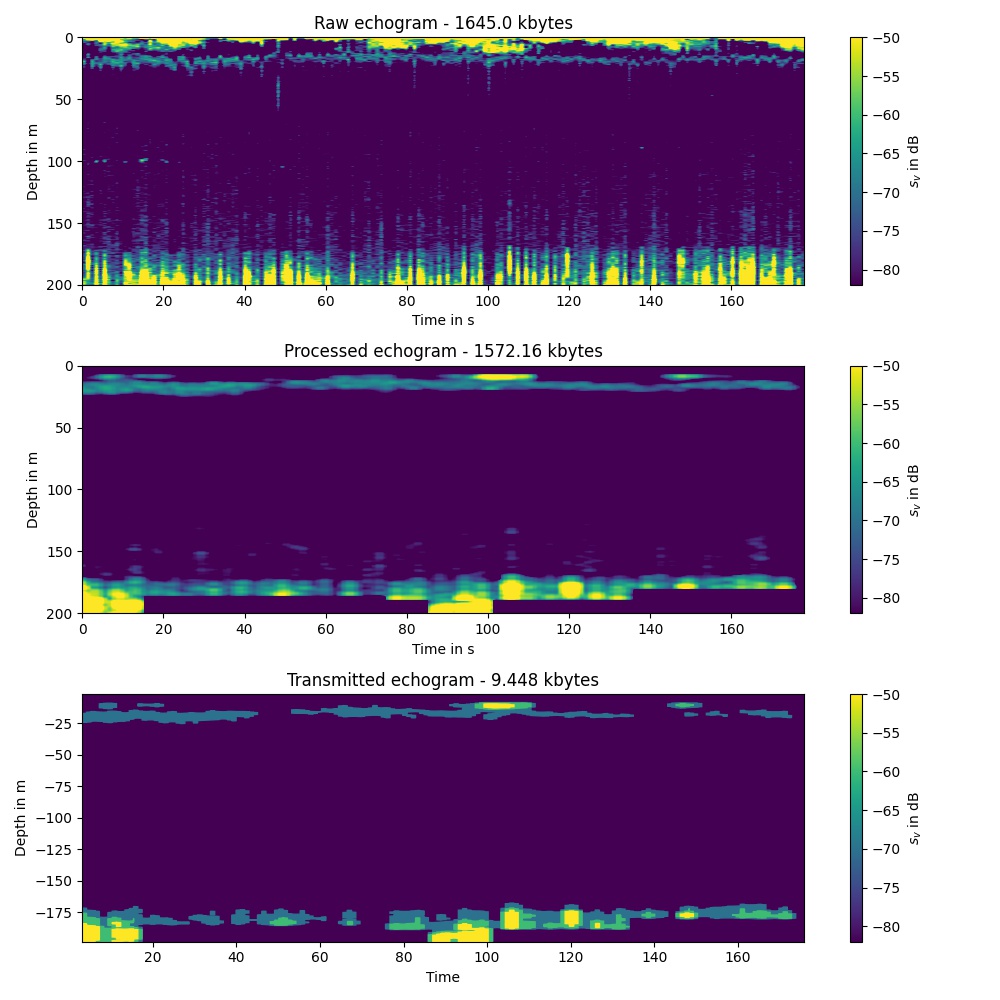 Raw echogram - 1645.0 kbytes
0
50
100
150
200
Depth in m
0 20 40 60 80 100 120 140 160
Time in s
−50
−55
−60
−65
−70
−75
−80
sv in dB
Processed echogram - 1572.16 kbytes
0
50
100
150
200
Depth in m
0 20 40 60 80 100 120 140 160
Time in s
−50
−55
−60
−65
−70
−75
−80
sv in dB
Transmitted echogram - 9.448 kbytes
−25
−50
−75
−100
−125
−150
−175
Depth in m
20 40 60 80 100 120 140 160
Time
−50
−55
−60
−65
−70
−75
−80
sv in dB